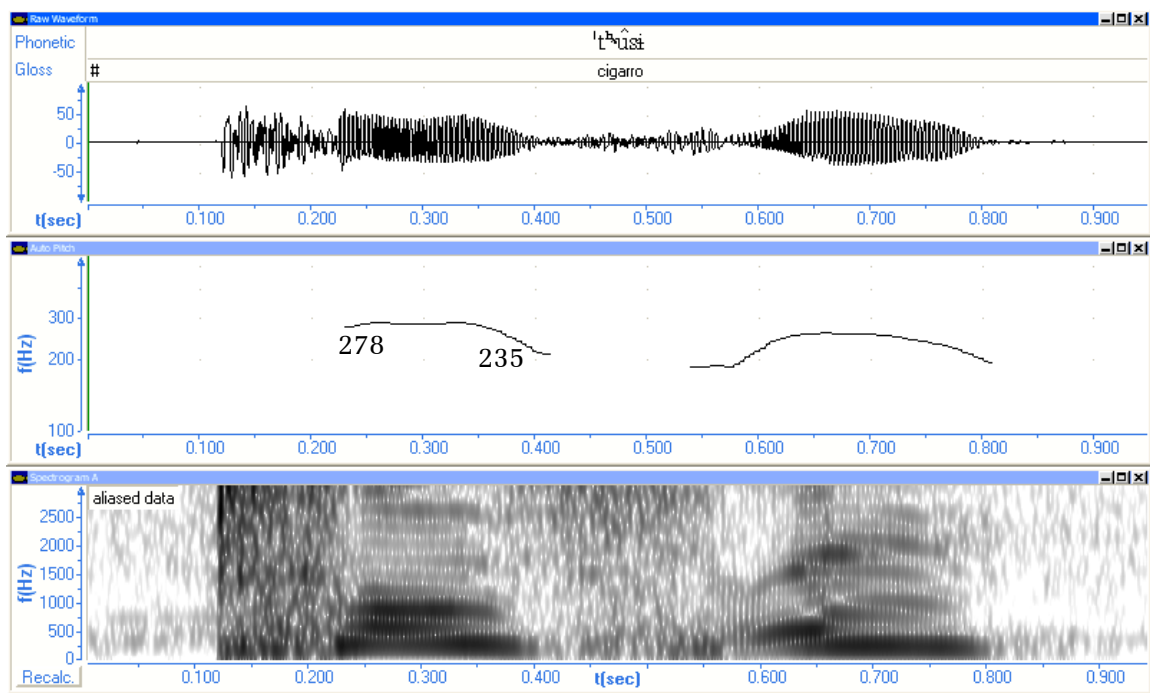 Raw Waveform
Phonetic ˈtʰûsɨ
Gloss # cigarro
50
0
-50
t(sec) 0.100 0.200 0.300 0.400 0.500 0.600 0.700 0.800 0.900
Auto Pitch
300
278 235
f(Hz) 200
100
t(sec) 0.100 0.200 0.300 0.400 0.500 0.600 0.700 0.800 0.900
Spectrogram A
aliased data
2500
2000
f(Hz) 1500
1000
500
0
Recalc. 0.100 0.200 0.300 0.400 t(sec) 0.500 0.600 0.700 0.800 0.900